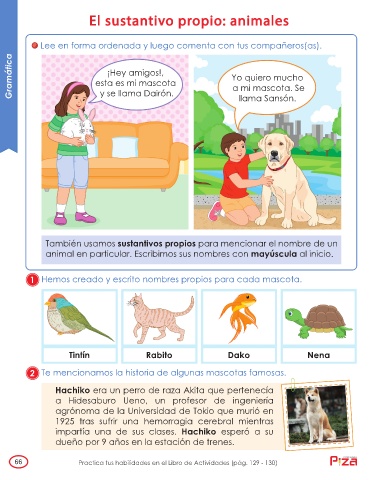 El sustantivo propio: animales
Gramática
Lee en forma ordenada y luego comenta con tus compañeros(as).
¡Hey amigos!,
esta es mi mascota
y se llama Dairón.
Yo quiero mucho
a mi mascota. Se
llama Sansón.
También usamos sustantivos propios para mencionar el nombre de un
animal en particular. Escribimos sus nombres con mayúscula al inicio.
1 Hemos creado y escrito nombres propios para cada mascota.
Tintín Rabito Dako Nena
2 Te mencionamos la historia de algunas mascotas famosas.
Hachiko era un perro de raza Akita que pertenecía
a Hidesaburo Ueno, un profesor de ingeniería
agrónoma de la Universidad de Tokio que murió en
1925 tras sufrir una hemorragia cerebral mientras
impartía una de sus clases. Hachiko esperó a su
dueño por 9 años en la estación de trenes.
66
Practica tus habilidades en el Libro de Actividades (pág. 129 - 130)